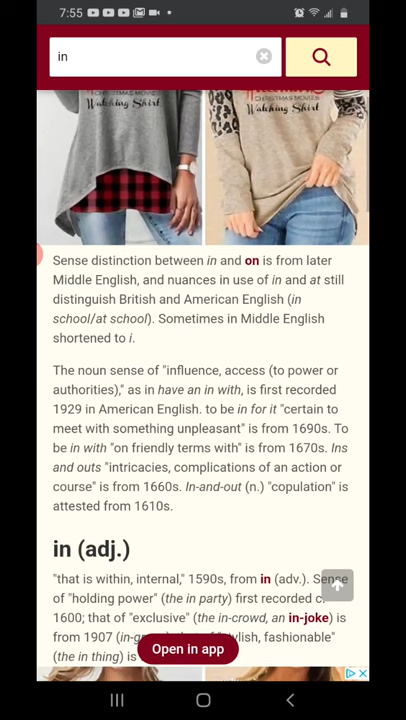 7:55
in
CHRISTMAS MOVIES
Watching Shirt
CHRISTMAS MOVIES
Watching Shirt
Sense distinction between in and on is from later
Middle English, and nuances in use of in and at still
distinguish British and American English (in
school/at school). Sometimes in Middle English
shortened to i.
The noun sense of "influence, access (to power or
authorities)," as in have an in with, is first recorded
1929 in American English. to be in for it "certain to
meet with something unpleasant" is from 1690s. To
be in with "on friendly terms with" is from 1670s. Ins
and outs "intricacies, complications of an action or
course" is from 1660s. In-and-out (n.) "copulation" is
attested from 1610s.
in (adj.)
"that is within, internal," 1590s, from in (adv.). Sense
of "holding power" (the in party) first recorded c.
1600; that of "exclusive" (the in-crowd, an in-joke) is
from 1907 (in- "stylish, fashionable"
(the in thing) is
Open in app